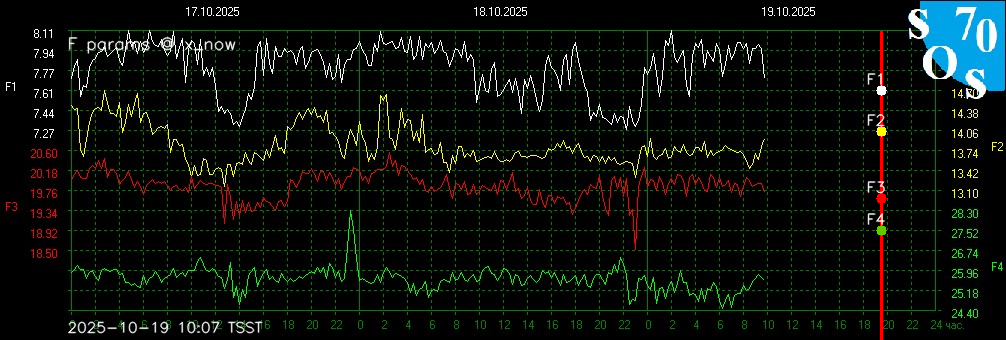 17.10.2025 18.10.2025 19.10.2025
F params @ x.now
S 70
O
S
8.11
7.94
7.77
F1
7.61
7.44
7.27
20.60
20.18
19.76
F3
19.34
18.92
18.50
F1
F2
F3
F4
14.70
14.38
14.06
F2
13.74
13.42
13.10
28.30
27.52
26.74
F4
25.96
25.18
24.40
2025-10-19 10:07 TSST
16 18 20 22 0 2 4 6 8 10 12 14 16 18 20 22 0 2 4 6 8 10 12 14 16 18 20 22 24 час.